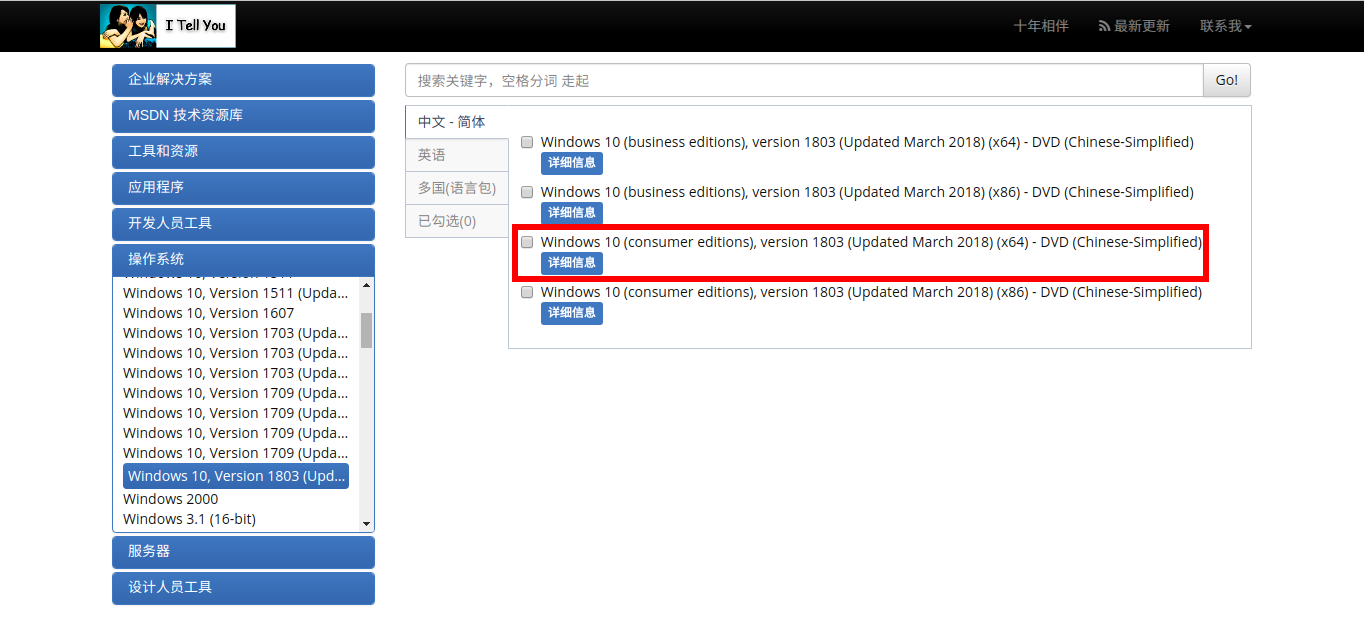 I Tell You
十年相伴
最新更新
联系我
企业解决方案
MSDN 技术资源库
工具和资源
应用程序
开发人员工具
操作系统
Windows 10, Version 1511 (Upda...
Windows 10, Version 1607
Windows 10, Version 1703 (Upda...
Windows 10, Version 1703 (Upda...
Windows 10, Version 1703 (Upda...
Windows 10, Version 1709 (Upda...
Windows 10, Version 1709 (Upda...
Windows 10, Version 1709 (Upda...
Windows 10, Version 1709 (Upda...
Windows 10, Version 1803 (Upd...
Windows 2000
Windows 3.1 (16-bit)
服务器
设计人员工具
搜索关键字，空格分词 走起
Go!
中文 - 简体
英语
多国(语言包)
已勾选(0)
Windows 10 (business editions), version 1803 (Updated March 2018) (x64) - DVD (Chinese-Simplified)
详细信息
Windows 10 (business editions), version 1803 (Updated March 2018) (x86) - DVD (Chinese-Simplified)
详细信息
Windows 10 (consumer editions), version 1803 (Updated March 2018) (x64) - DVD (Chinese-Simplified)
详细信息
Windows 10 (consumer editions), version 1803 (Updated March 2018) (x86) - DVD (Chinese-Simplified)
详细信息